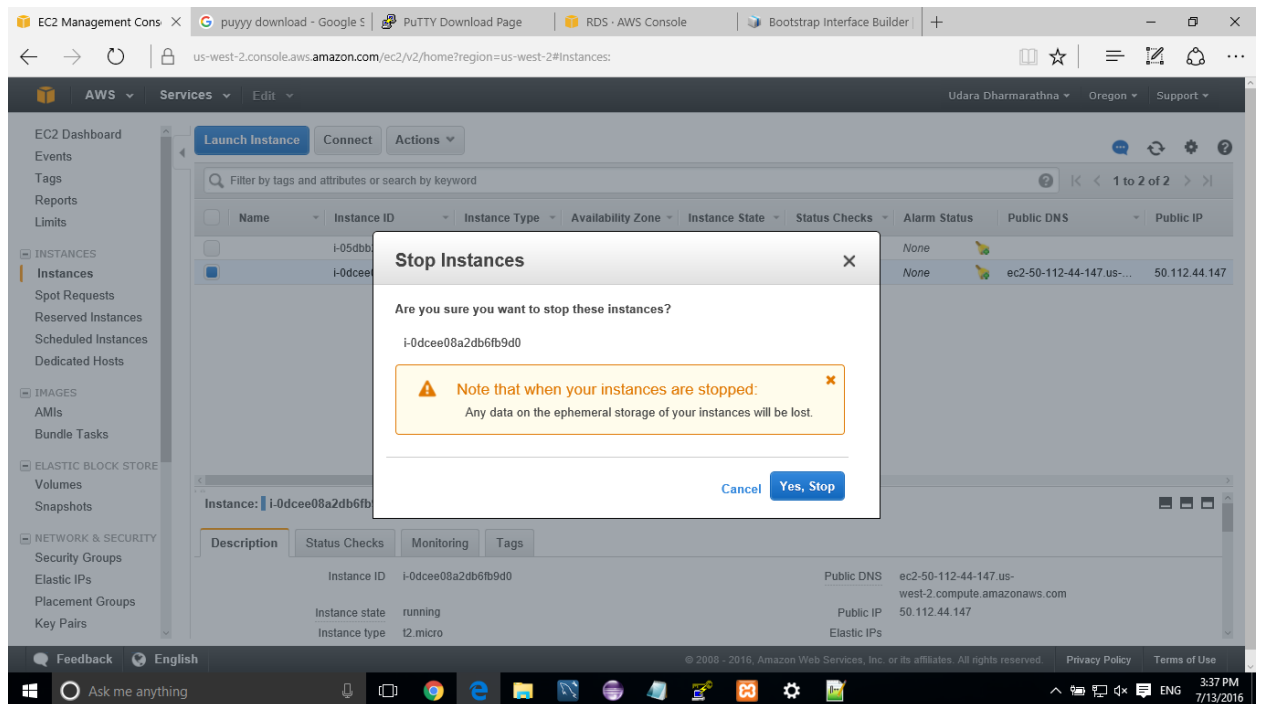 EC2 Management Cons
puyyy download - Google S
PuTTY Download Page
RDS · AWS Console
Bootstrap Interface Builder
us-west-2.console.aws.amazon.com/ec2/v2/home?region=us-west-2#Instances:
AWS Services Edit
Udara Dharmarathna Oregon Support
EC2 Dashboard
Events
Tags
Reports
Limits
INSTANCES
Instances
Spot Requests
Reserved Instances
Scheduled Instances
Dedicated Hosts
IMAGES
AMIs
Bundle Tasks
ELASTIC BLOCK STORE
Volumes
Snapshots
NETWORK & SECURITY
Security Groups
Elastic IPs
Placement Groups
Key Pairs
Launch Instance Connect Actions
Filter by tags and attributes or search by keyword
1 to 2 of 2
Name Instance ID Instance Type Availability Zone Instance State Status Checks Alarm Status Public DNS Public IP
i-05dbb None
i-0dcee None ec2-50-112-44-147.us-... 50.112.44.147
Stop Instances
Are you sure you want to stop these instances?
i-0dcee08a2db6fb9d0
Note that when your instances are stopped:
Any data on the ephemeral storage of your instances will be lost.
Cancel Yes, Stop
Instance: i-0dcee08a2db6fb
Description Status Checks Monitoring Tags
Instance ID i-0dcee08a2db6fb9d0
Public DNS ec2-50-112-44-147.us-
west-2.compute.amazonaws.com
Instance state running
Public IP 50.112.44.147
Instance type t2.micro
Elastic IPs
Feedback English
© 2008 - 2016, Amazon Web Services, Inc. or its affiliates. All rights reserved. Privacy Policy Terms of Use
Ask me anything
ENG
3:37 PM
7/13/2016